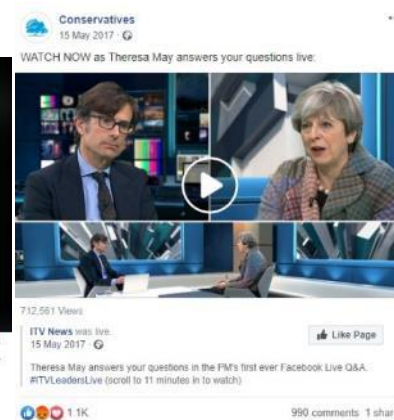 Conservatives
15 May 2017
WATCH NOW as Theresa May answers your questions live:
712,561 Views
ITV News was live.
15 May 2017
Like Page
Theresa May answers your questions in the PM's first ever Facebook Live Q&A.
#ITVLeadersLive (scroll to 11 minutes in to watch)
1.1K
990 comments 1 shar